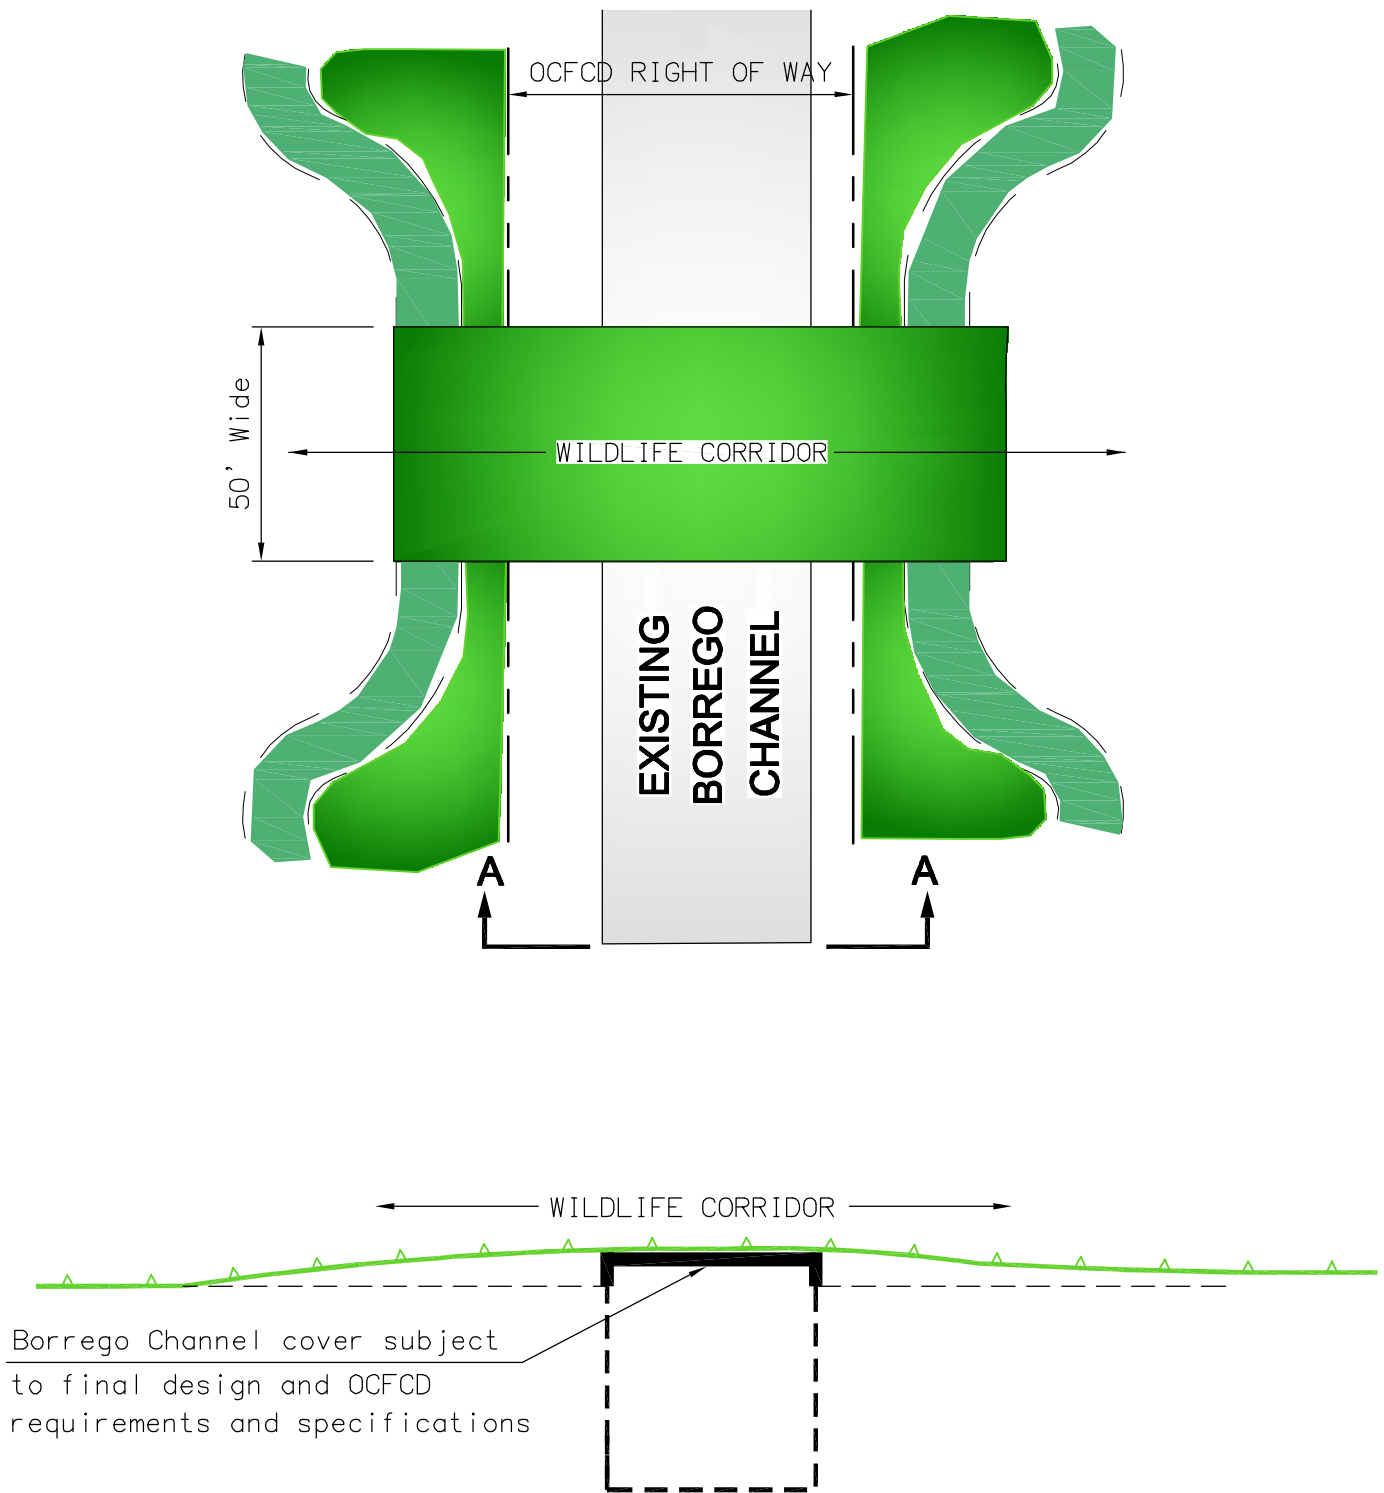 OCFCD RIGHT OF WAY
50' Wide
WILDLIFE CORRIDOR
EXISTING
BORREGO
CHANNEL
A
A
WILDLIFE CORRIDOR
Borrego Channel cover subject
to final design and OCFCD
requirements and specifications